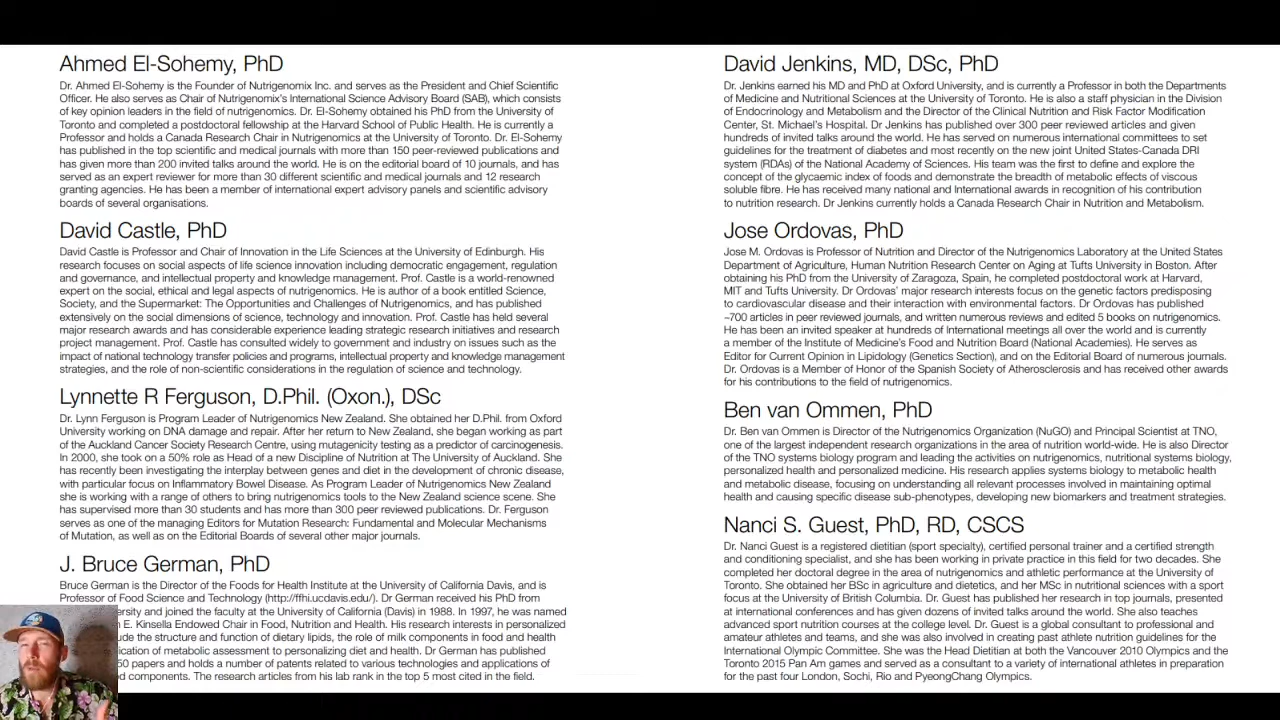 Ahmed El-Sohemy, PhD
Dr. Ahmed El-Sohemy is the Founder of Nutrigenomix Inc. and serves as the President and Chief Scientific
Officer. He also serves as Chair of Nutrigenomix's International Science Advisory Board (SAB), which consists
of key opinion leaders in the field of nutrigenomics. Dr. El-Sohemy obtained his PhD from the University of
Toronto and completed a postdoctoral fellowship at the Harvard School of Public Health. He is currently a
Professor and holds a Canada Research Chair in Nutrigenomics at the University of Toronto. Dr. El-Sohemy
has published in the top scientific and medical journals with more than 150 peer-reviewed publications and
has given more than 200 invited talks around the world. He is on the editorial board of 10 journals, and has
served as an expert reviewer for more than 30 different scientific and medical journals and 12 research
granting agencies. He has been a member of international expert advisory panels and scientific advisory
boards of several organisations.
David Castle, PhD
David Castle is Professor and Chair of Innovation in the Life Sciences at the University of Edinburgh. His
research focuses on social aspects of life science innovation including democratic engagement, regulation
and governance, and intellectual property and knowledge management. Prof. Castle is a world-renowned
expert on the social, ethical and legal aspects of nutrigenomics. He is author of a book entitled Science,
Society, and the Supermarket: The Opportunities and Challenges of Nutrigenomics, and has published
extensively on the social dimensions of science, technology and innovation. Prof. Castle has held several
major research awards and has considerable experience leading strategic research initiatives and research
project management. Prof. Castle has consulted widely to government and industry on issues such as the
impact of national technology transfer policies and programs, intellectual property and knowledge management
strategies, and the role of non-scientific considerations in the regulation of science and technology.
Lynnette R Ferguson, D.Phil. (Oxon.), DSc
Dr. Lynn Ferguson is Program Leader of Nutrigenomics New Zealand. She obtained her D.Phil. from Oxford
University working on DNA damage and repair. After her return to New Zealand, she began working as part
of the Auckland Cancer Society Research Centre, using mutagenicity testing as a predictor of carcinogenesis.
In 2000, she took on a 50% role as Head of a new Discipline of Nutrition at The University of Auckland. She
has recently been investigating the interplay between genes and diet in the development of chronic disease,
with particular focus on Inflammatory Bowel Disease. As Program Leader of Nutrigenomics New Zealand
she is working with a range of others to bring nutrigenomics tools to the New Zealand science scene. She
has supervised more than 30 students and has more than 300 peer reviewed publications. Dr. Ferguson
serves as one of the managing Editors for Mutation Research: Fundamental and Molecular Mechanisms
of Mutation, as well as on the Editorial Boards of several other major journals.
J. Bruce German, PhD
Bruce German is the Director of the Foods for Health Institute at the University of California Davis, and is
Professor of Food Science and Technology (http://ffhi.ucdavis.edu/). Dr German received his PhD from
ersity and joined the faculty at the University of California (Davis) in 1988. In 1997, he was named
E. Kinsella Endowed Chair in Food, Nutrition and Health. His research interests in personalized
ude the structure and function of dietary lipids, the role of milk components in food and health
ication of metabolic assessment to personalizing diet and health. Dr German has published
50 papers and holds a number of patents related to various technologies and applications of
d components. The research articles from his lab rank in the top 5 most cited in the field.
David Jenkins, MD, DSc, PhD
Dr. Jenkins earned his MD and PhD at Oxford University, and is currently a Professor in both the Departments
of Medicine and Nutritional Sciences at the University of Toronto. He is also a staff physician in the Division of
Endocrinology and Metabolism and the Director of the Clinical Nutrition and Risk Factor Modification
Center, St. Michael's Hospital. Dr Jenkins has published over 300 peer reviewed articles and given
hundreds of invited talks around the world. He has served on numerous international committees to set
guidelines for the treatment of diabetes and most recently on the new joint United States-Canada DRI
system (RDAs) of the National Academy of Sciences. His team was the first to define and explore the
concept of the glycaemic index of foods and demonstrate the breadth of metabolic effects of viscous
soluble fibre. He has received many national and International awards in recognition of his contribution
to nutrition research. Dr Jenkins currently holds a Canada Research Chair in Nutrition and Metabolism.
Jose Ordovas, PhD
Jose M. Ordovas is Professor of Nutrition and Director of the Nutrigenomics Laboratory at the United States
Department of Agriculture, Human Nutrition Research Center on Aging at Tufts University in Boston. After
obtaining his PhD from the University of Zaragoza, Spain, he completed postdoctoral work at Harvard,
MIT and Tufts University. Dr Ordovas' major research interests focus on the genetic factors predisposing
to cardiovascular disease and their interaction with environmental factors. Dr Ordovas has published
~700 articles in peer reviewed journals, and written numerous reviews and edited 5 books on nutrigenomics.
He has been an invited speaker at hundreds of International meetings all over the world and is currently
a member of the Institute of Medicine's Food and Nutrition Board (National Academies). He serves as
Editor for Current Opinion in Lipidology (Genetics Section), and on the Editorial Board of numerous journals.
Dr. Ordovas is a Member of Honor of the Spanish Society of Atherosclerosis and has received other awards
for his contributions to the field of nutrigenomics.
Ben van Ommen, PhD
Dr. Ben van Ommen is Director of the Nutrigenomics Organization (NuGO) and Principal Scientist at TNO,
one of the largest independent research organizations in the area of nutrition world-wide. He is also Director
of the TNO systems biology program and leading the activities on nutrigenomics, nutritional systems biology,
personalized health and personalized medicine. His research applies systems biology to metabolic health
and metabolic disease, focusing on understanding all relevant processes involved in maintaining optimal
health and causing specific disease sub-phenotypes, developing new biomarkers and treatment strategies.
Nanci S. Guest, PhD, RD, CSCS
Dr. Nanci Guest is a registered dietitian (sport specialty), certified personal trainer and a certified strength
and conditioning specialist, and she has been working in private practice in this field for two decades. She
completed her doctoral degree in the area of nutrigenomics and athletic performance at the University of
Toronto. She obtained her BSc in agriculture and dietetics, and her MSc in nutritional sciences with a sport
focus at the University of British Columbia. Dr. Guest has published her research in top journals, presented
at international conferences and has given dozens of invited talks around the world. She also teaches
advanced sport nutrition courses at the college level. Dr. Guest is a global consultant to professional and
amateur athletes and teams, and she was also involved in creating past athlete nutrition guidelines for the
International Olympic Committee. She was the Head Dietitian at both the Vancouver 2010 Olympics and the
Toronto 2015 Pan Am games and served as a consultant to a variety of international athletes in preparation
for the past four London, Sochi, Rio and PyeongChang Olympics.